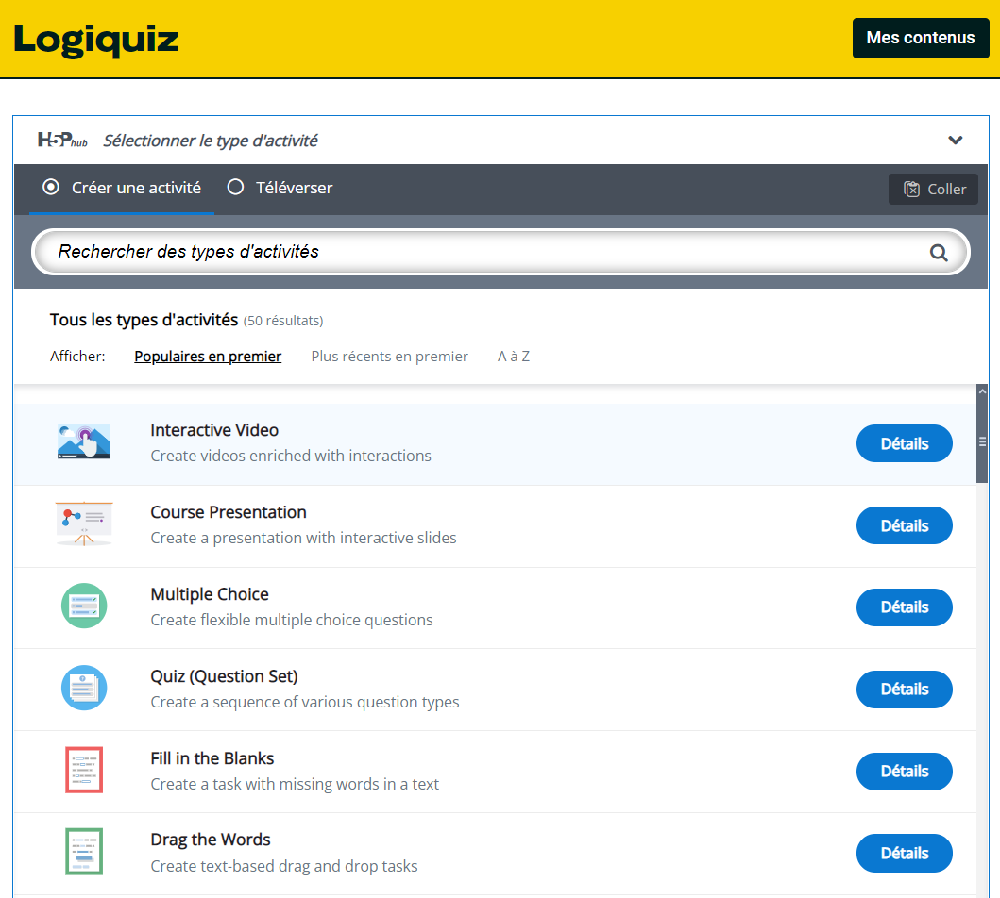 Logiquiz
Mes contenus
H5Phub Sélectionner le type d'activité
Créer une activité
Téléverser
Coller
Rechercher des types d'activités
Tous les types d'activités (50 résultats)
Afficher: Populaires en premier Plus récents en premier A à Z
Interactive Video
Create videos enriched with interactions
Détails
Course Presentation
Create a presentation with interactive slides
Détails
Multiple Choice
Create flexible multiple choice questions
Détails
Quiz (Question Set)
Create a sequence of various question types
Détails
Fill in the Blanks
Create a task with missing words in a text
Détails
Drag the Words
Create text-based drag and drop tasks
Détails